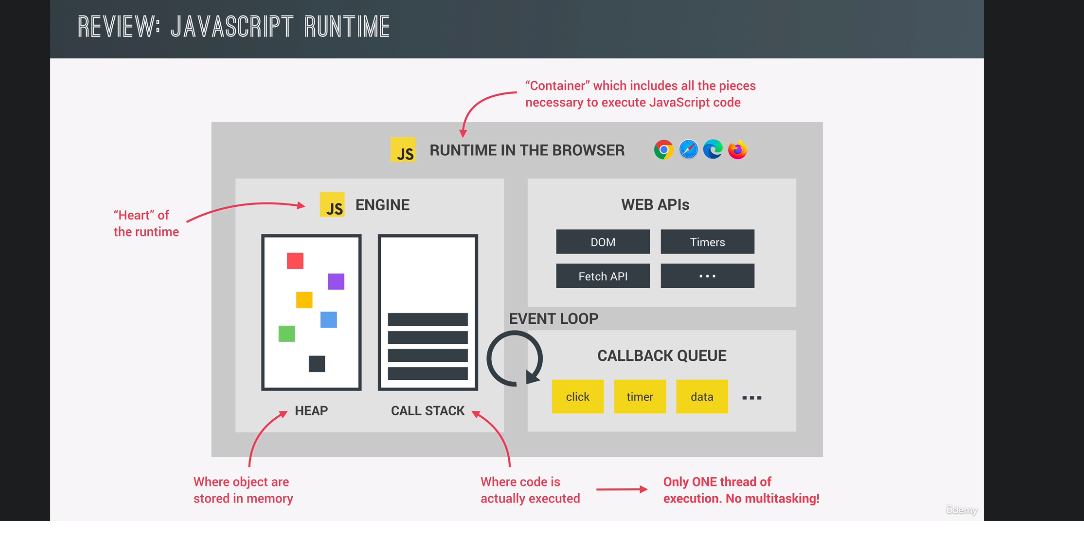 REVIEW: JAVASCRIPT RUNTIME
“Container” which includes all the pieces
necessary to execute JavaScript code
JS
RUNTIME IN THE BROWSER
“Heart” of
the runtime
JS
ENGINE
HEAP
CALL STACK
WEB APIs
DOM
Timers
Fetch API
...
EVENT LOOP
CALLBACK QUEUE
click
timer
data
...
Where object are
stored in memory
Where code is
actually executed
Only ONE thread of
execution. No multitasking!
ûdemy